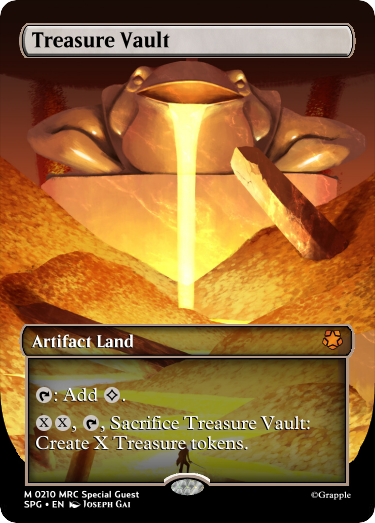 Treasure Vault
Artifact Land
: Add .
X X, , Sacrifice Treasure Vault:
Create X Treasure tokens.
M 0210 MRC Special Guest
SPG • EN Joseph Gai
©Grapple